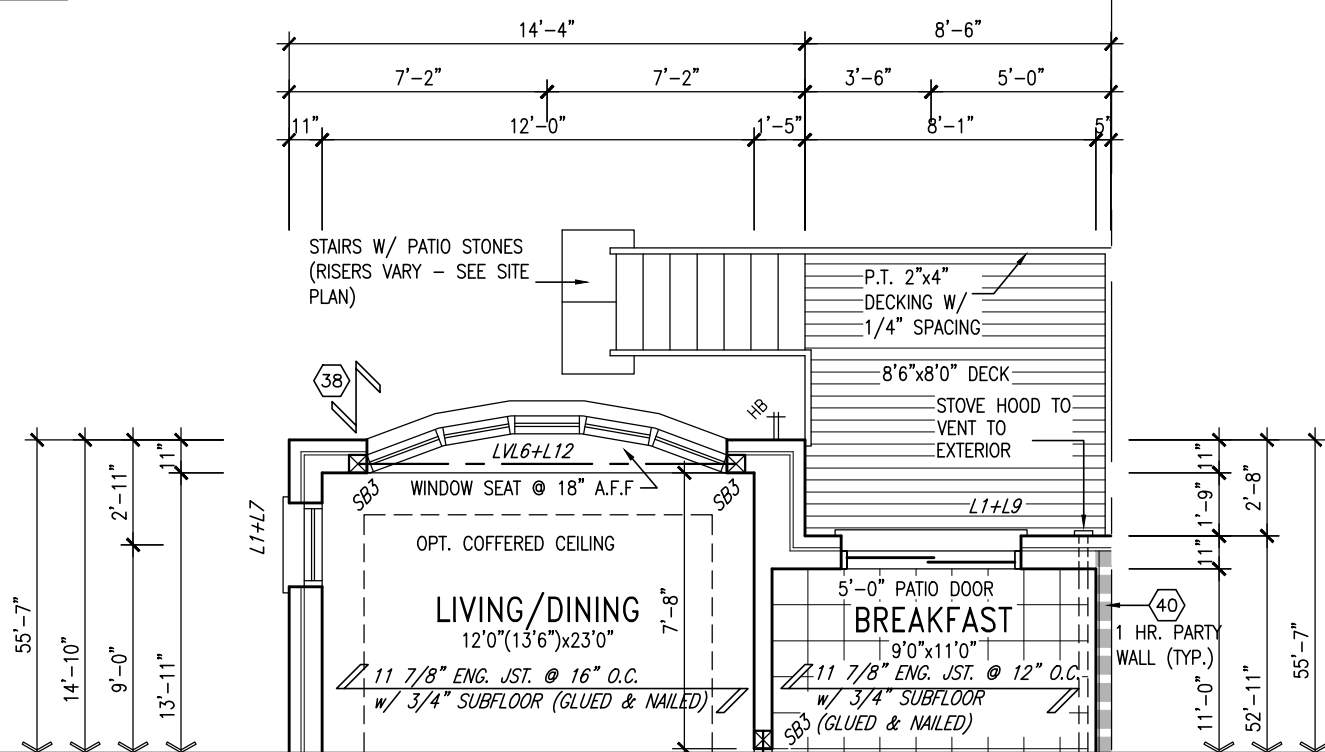 14'-4"
8'-6"
7'-2"
7'-2"
3'-6"
5'-0"
11"
12'-0"
1'-5"
8'-1"
5"
STAIRS W/ PATIO STONES
(RISERS VARY - SEE SITE
PLAN)
P.T. 2"x4"
DECKING W/
1/4" SPACING
38
8'6"x8'0" DECK
STOVE HOOD TO
VENT TO
EXTERIOR
HB
LVL6+L12
WINDOW SEAT @ 18" A.F.F
SB3
SB3
L1+L9
L1+L7
OPT. COFFERED CEILING
LIVING/DINING
12'0"(13'6")x23'0"
7'-8"
11 7/8" ENG. JST. @ 16" O.C.
w/ 3/4" SUBFLOOR (GLUED & NAILED)
5'-0" PATIO DOOR
BREAKFAST
9'0"x11'0"
11 7/8" ENG. JST. @ 12" O.C.
w/ 3/4" SUBFLOOR
(GLUED & NAILED)
SB3
40
1 HR. PARTY
WALL (TYP.)
55'-7"
14'-10"
2'-11"
9'-0"
11"
13'-11"
11"
1'-9"
11"
11'-0"
2'-8"
52'-11"
55'-7"